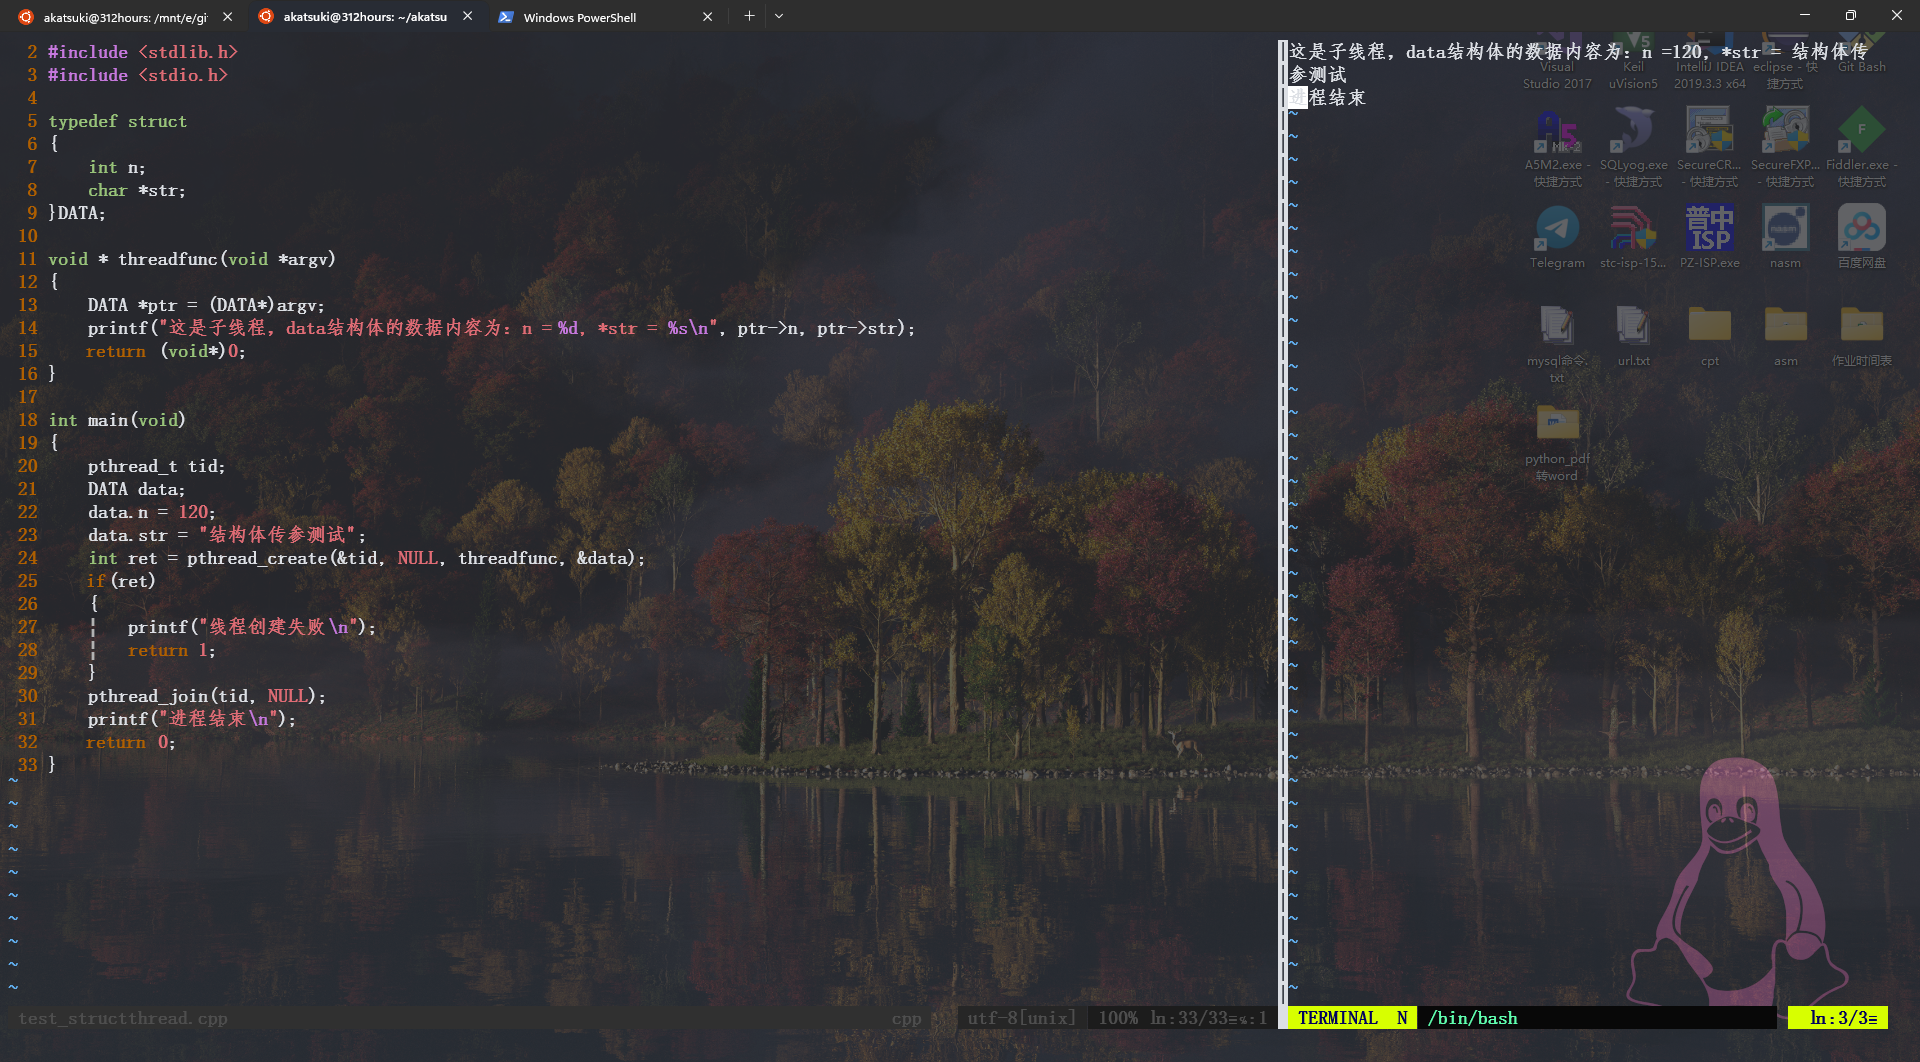 akatsuki@312hours: /mnt/e/gi
akatsuki@312hours: ~/akatsu
Windows PowerShell
2 #include <stdlib.h>
3 #include <stdio.h>
4
5 typedef struct
6 {
7 int n;
8 char *str;
9 }DATA;
10
11 void * threadfunc(void *argv)
12 {
13 DATA *ptr = (DATA*)argv;
14 printf("这是子线程，data结构体的数据内容为：n = %d, *str = %s\n", ptr->n, ptr->str);
15 return (void*)0;
16 }
17
18 int main(void)
19 {
20 pthread_t tid;
21 DATA data;
22 data.n = 120;
23 data.str = "结构体传参测试";
24 int ret = pthread_create(&tid, NULL, threadfunc, &data);
25 if(ret)
26 {
27 ¦ printf("线程创建失败\n");
28 ¦ return 1;
29 }
30 pthread_join(tid, NULL);
31 printf("进程结束\n");
32 return 0;
33 }
~
~
~
~
~
~
~
~
~
~
test_structthread.cpp
cpp
utf-8[unix]
100% ln:33/33≡℅:1
这是子线程，data结构体的数据内容为：n =120, *str = 结构体传
参测试
进程结束
Visual
Studio 2017
Keil
uVision5
IntelliJ IDEA
2019.3.3 x64
eclipse - 快
捷方式
Git Bash
A5M2.exe -
快捷方式
SQLyog.exe
- 快捷方式
SecureCR...
- 快捷方式
SecureFXP...
- 快捷方式
Fiddler.exe -
快捷方式
普中
ISP
nasm
Telegram
stc-isp-15...
PZ-ISP.exe
nasm
百度网盘
mysql命令.
txt
url.txt
cpt
asm
作业时间表
python_pdf
转word
TERMINAL N
/bin/bash
ln:3/3≡